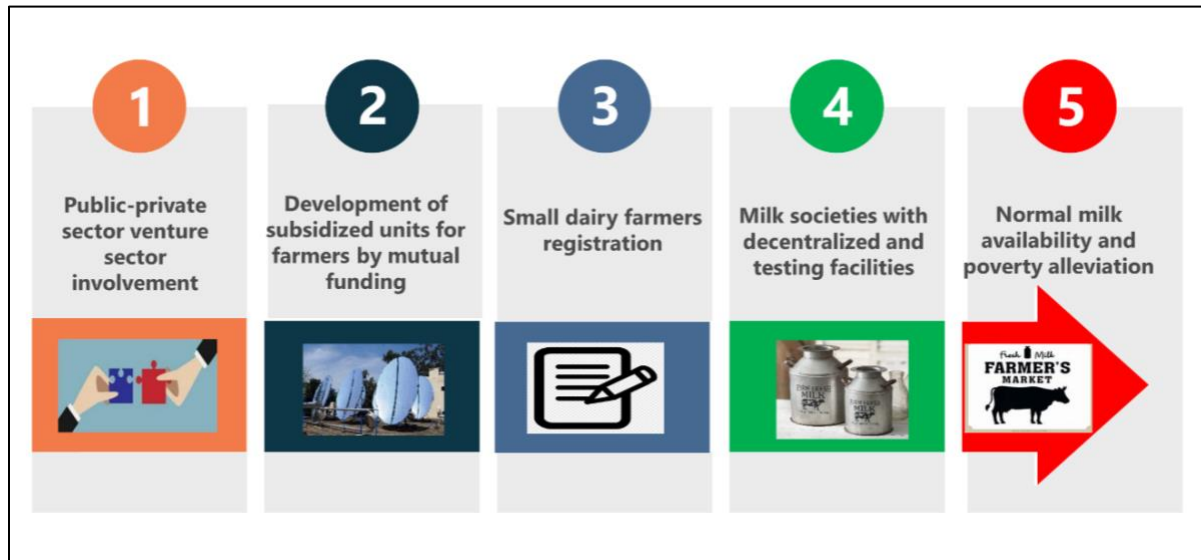 1
Public-private
sector venture
sector
involvement
2
Development of
subsidized units for
farmers by mutual
funding
3
Small dairy farmers
registration
4
Milk societies with
decentralized and
testing facilities
5
Normal milk
availability and
poverty alleviation
MILK
MILK
Fresh Milk
FARMER'S
MARKET